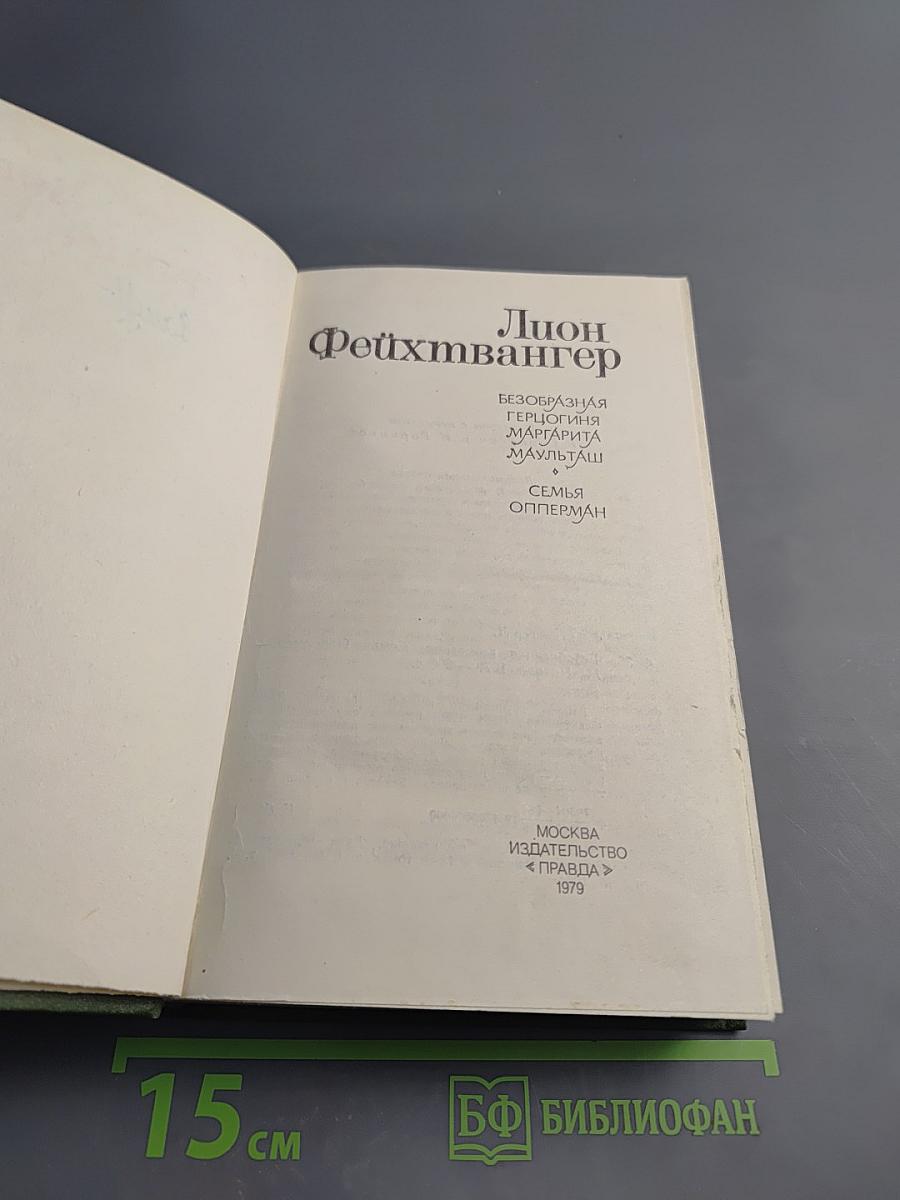 Лион
Фейхтвангер
БЕЗОБРАЗНАЯ
ГЕРЦОГИНЯ
МАРГАРИТА
МАУЛЬТАШ
СЕМЬЯ
ОППЕРМАН
МОСКВА
ИЗДАТЕЛЬСТВО
«ПРАВДА»
1979
15 см
БФ БИБЛИОФАН